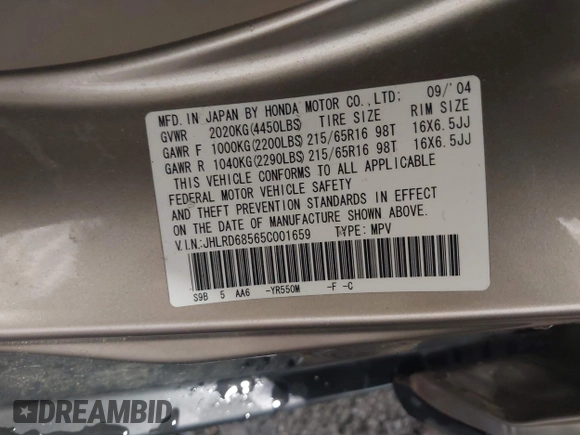 MFD. IN JAPAN BY HONDA MOTOR CO., LTD; 09/'04
GVWR 2020KG(4450LBS) TIRE SIZE RIM SIZE
GAWR F 1000KG(2200LBS) 215/65R16 98T 16X6.5JJ
GAWR R 1040KG(2290LBS) 215/65R16 98T 16X6.5JJ
THIS VEHICLE CONFORMS TO ALL APPLICABLE
FEDERAL MOTOR VEHICLE SAFETY
AND THEFT PREVENTION STANDARDS IN EFFECT
ON THE DATE OF MANUFACTURE SHOWN ABOVE.
V.I.N.:JHLRD68565C001659 TYPE: MPV
S9B 5 AA6 -YR550M -F -C
DREAMBID